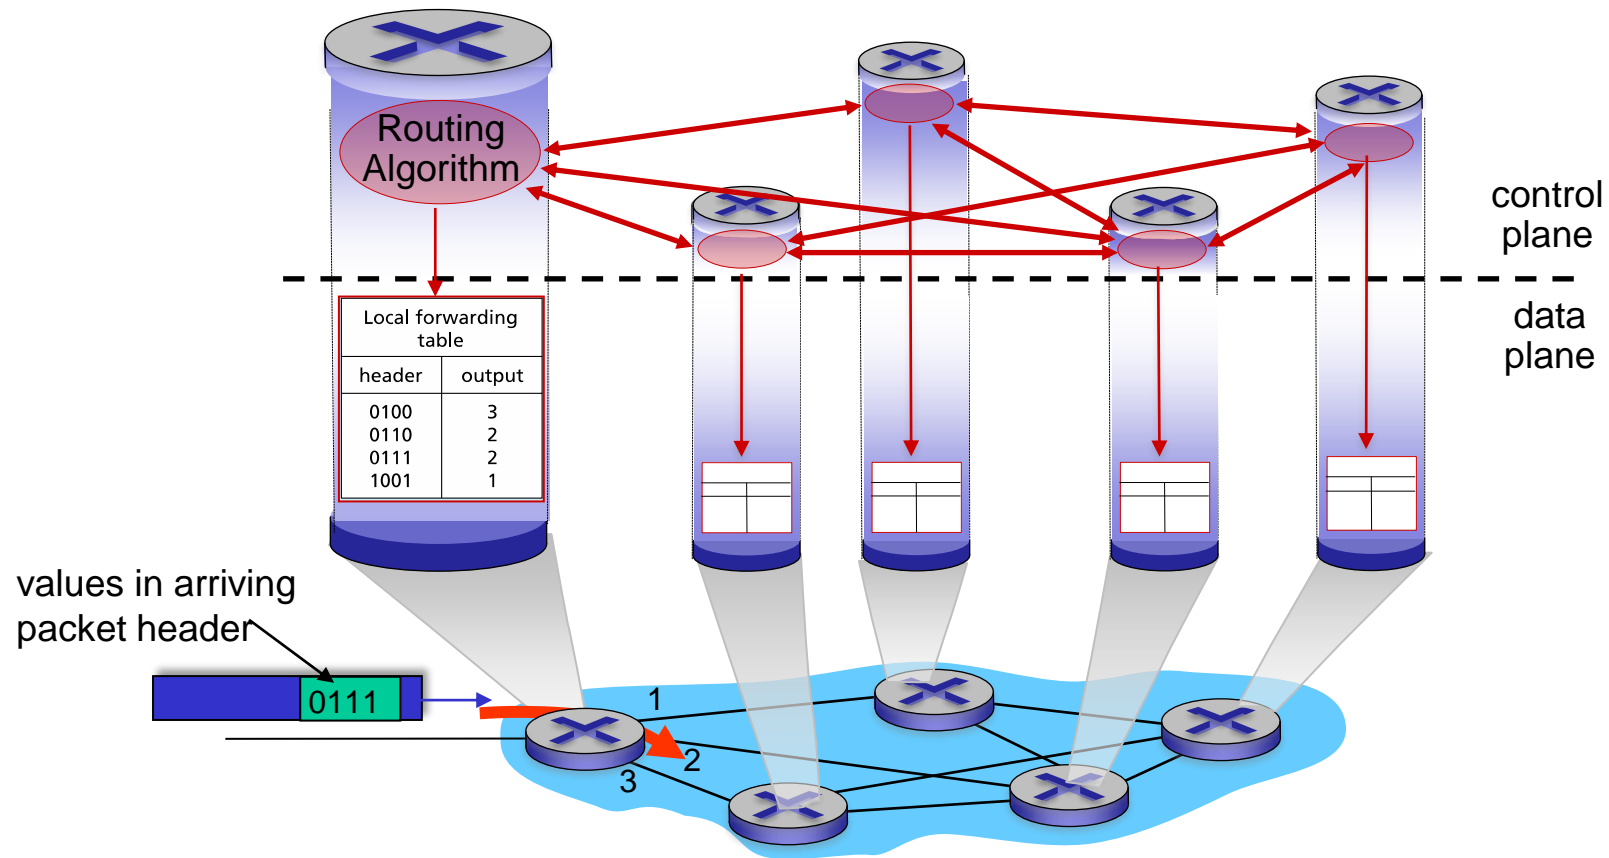 Routing
Algorithm
control
plane
data
plane
Local forwarding
table
header output
0100 3
0110 2
0111 2
1001 1
values in arriving
packet header
0111
1
2
3